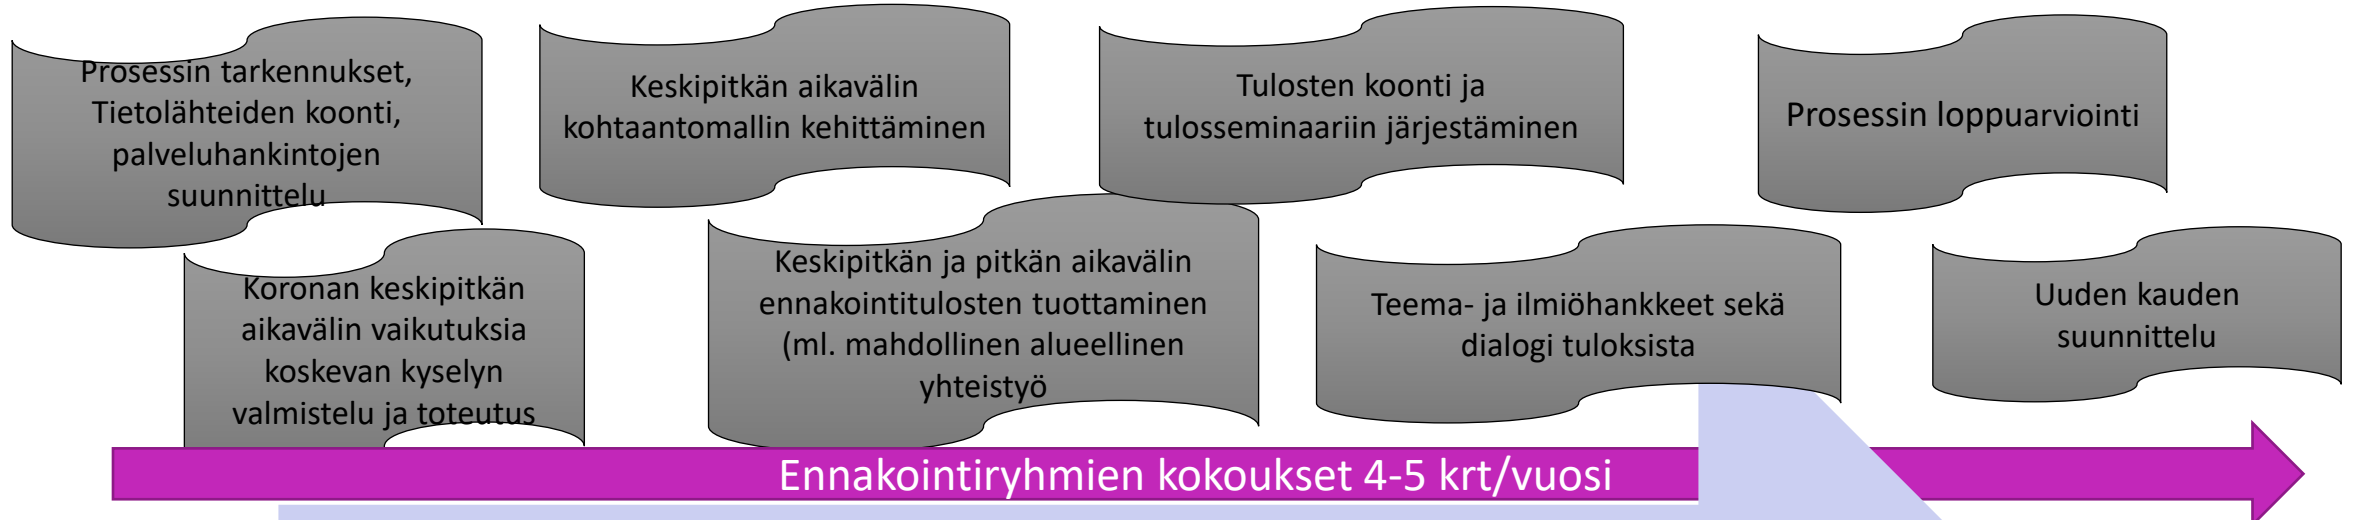 Prosessin tarkennukset,
Tietolähteiden koonti,
palveluhankintojen
suunnittelu
Keskipitkän aikavälin
kohtaantomallin kehittäminen
Tulosten koonti ja
tulosseminaariin järjestäminen
Prosessin loppuarviointi
Koronan keskipitkän
aikavälin vaikutuksia
koskevan kyselyn
valmistelu ja toteutus
Keskipitkän ja pitkän aikavälin
ennakointitulosten tuottaminen
(ml. mahdollinen alueellinen
yhteistyö
Teema- ja ilmiöhankkeet sekä
dialogi tuloksista
Uuden kauden
suunnittelu
Ennakointiryhmien kokoukset 4-5 krt/vuosi